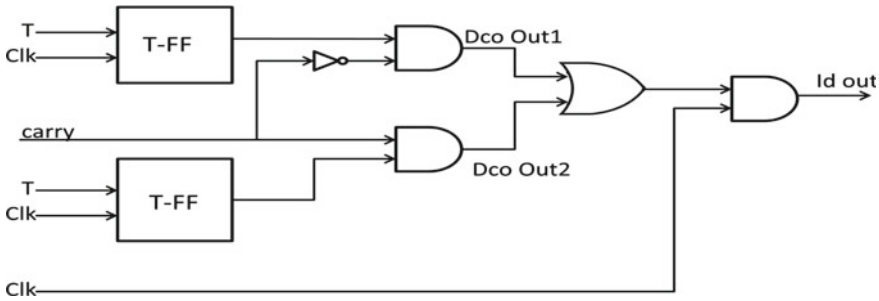 T
Clk
T-FF
Dco Out1
Id out
carry
T
Clk
T-FF
Dco Out2
Clk